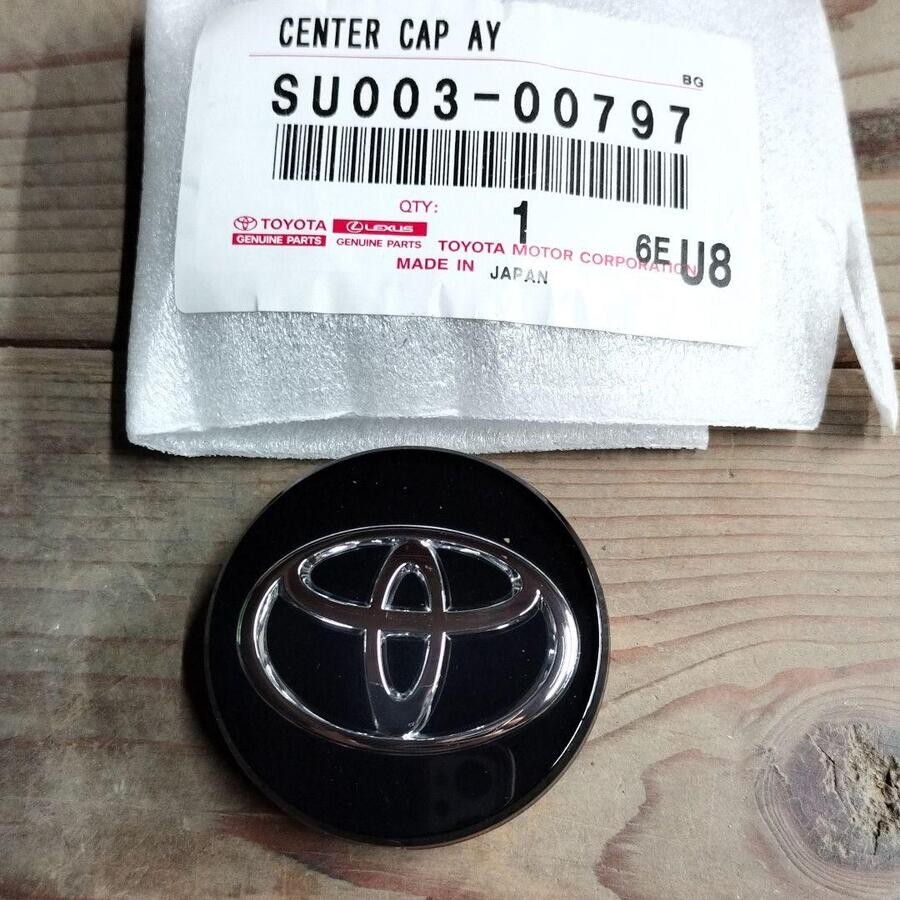 CENTER CAP AY
BG
SU003-00797
QTY: 1
TOYOTA LEXUS
GENUINE PARTS GENUINE PARTS TOYOTA MOTOR CORPORATION
6E U8
MADE IN JAPAN